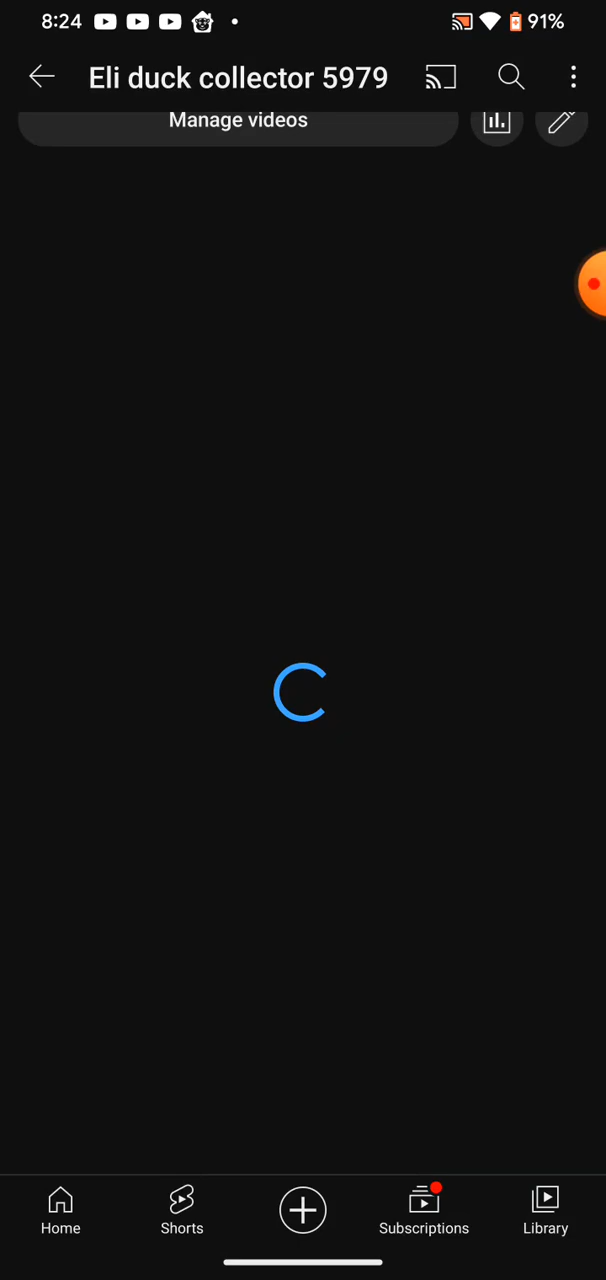 8:24
91%
Eli duck collector 5979
Manage videos
Home
Shorts
Subscriptions
Library